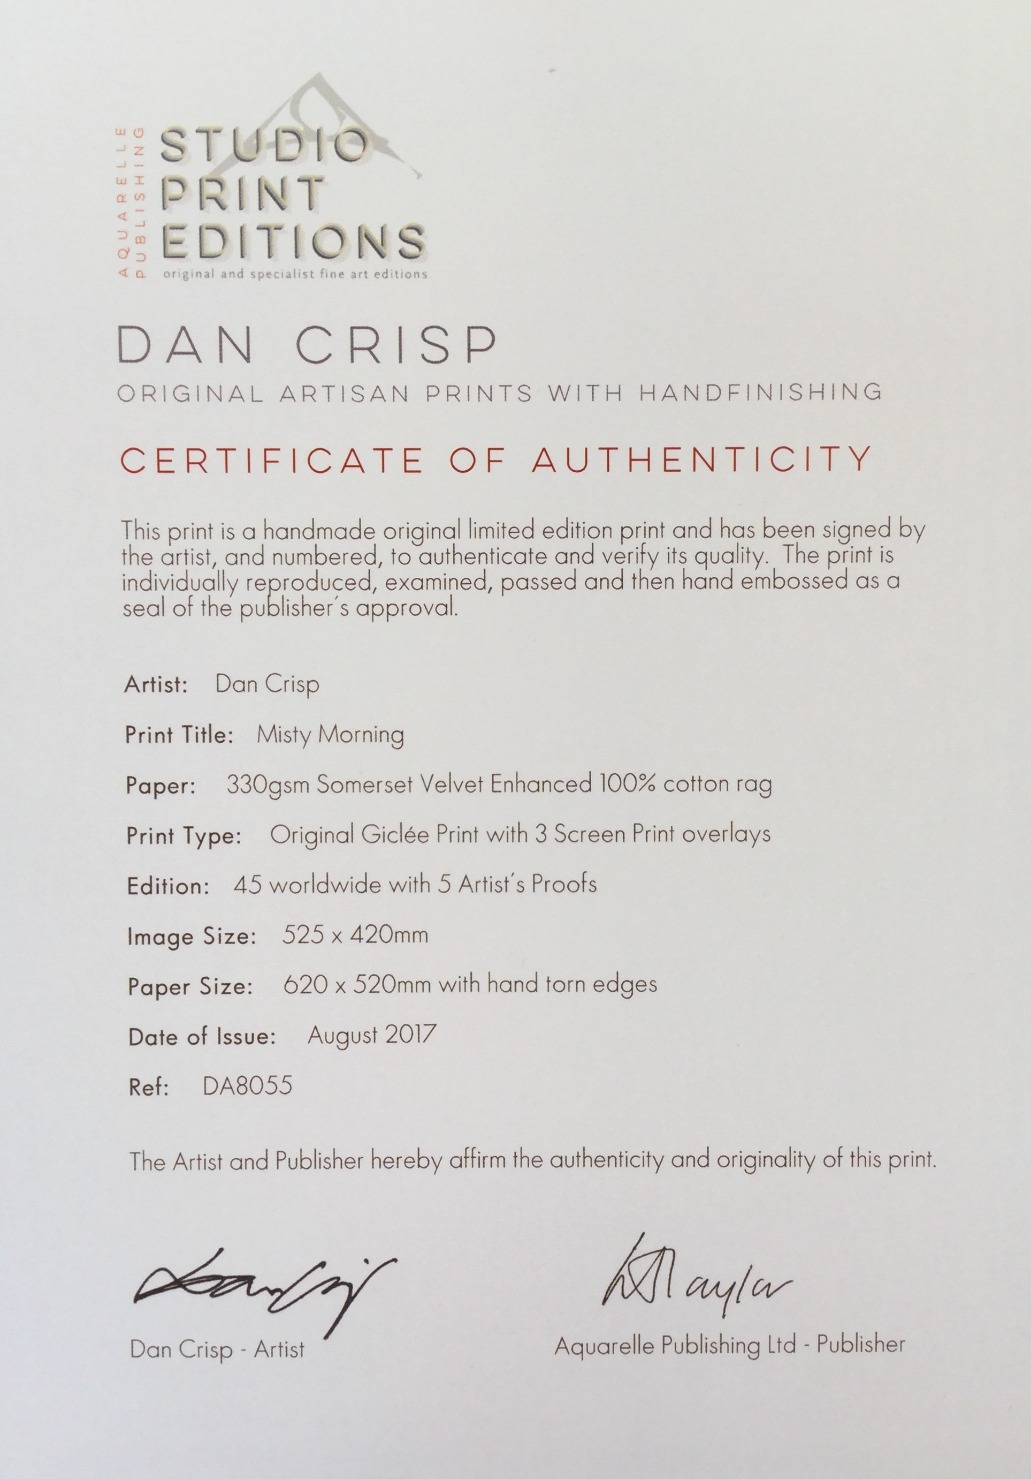 AQUARELLE
PUBLISHING
STUDIO
PRINT
EDITIONS
original and specialist fine art editions
DAN CRISP
ORIGINAL ARTISAN PRINTS WITH HANDFINISHING
CERTIFICATE OF AUTHENTICITY
This print is a handmade original limited edition print and has been signed by
the artist, and numbered, to authenticate and verify its quality. The print is
individually reproduced, examined, passed and then hand embossed as a
seal of the publisher's approval.
Artist: Dan Crisp
Print Title: Misty Morning
Paper: 330gsm Somerset Velvet Enhanced 100% cotton rag
Print Type: Original Giclée Print with 3 Screen Print overlays
Edition: 45 worldwide with 5 Artist's Proofs
Image Size: 525 x 420mm
Paper Size: 620 x 520mm with hand torn edges
Date of Issue: August 2017
Ref: DA8055
The Artist and Publisher hereby affirm the authenticity and originality of this print.
Dan Crisp - Artist
Aquarelle Publishing Ltd - Publisher